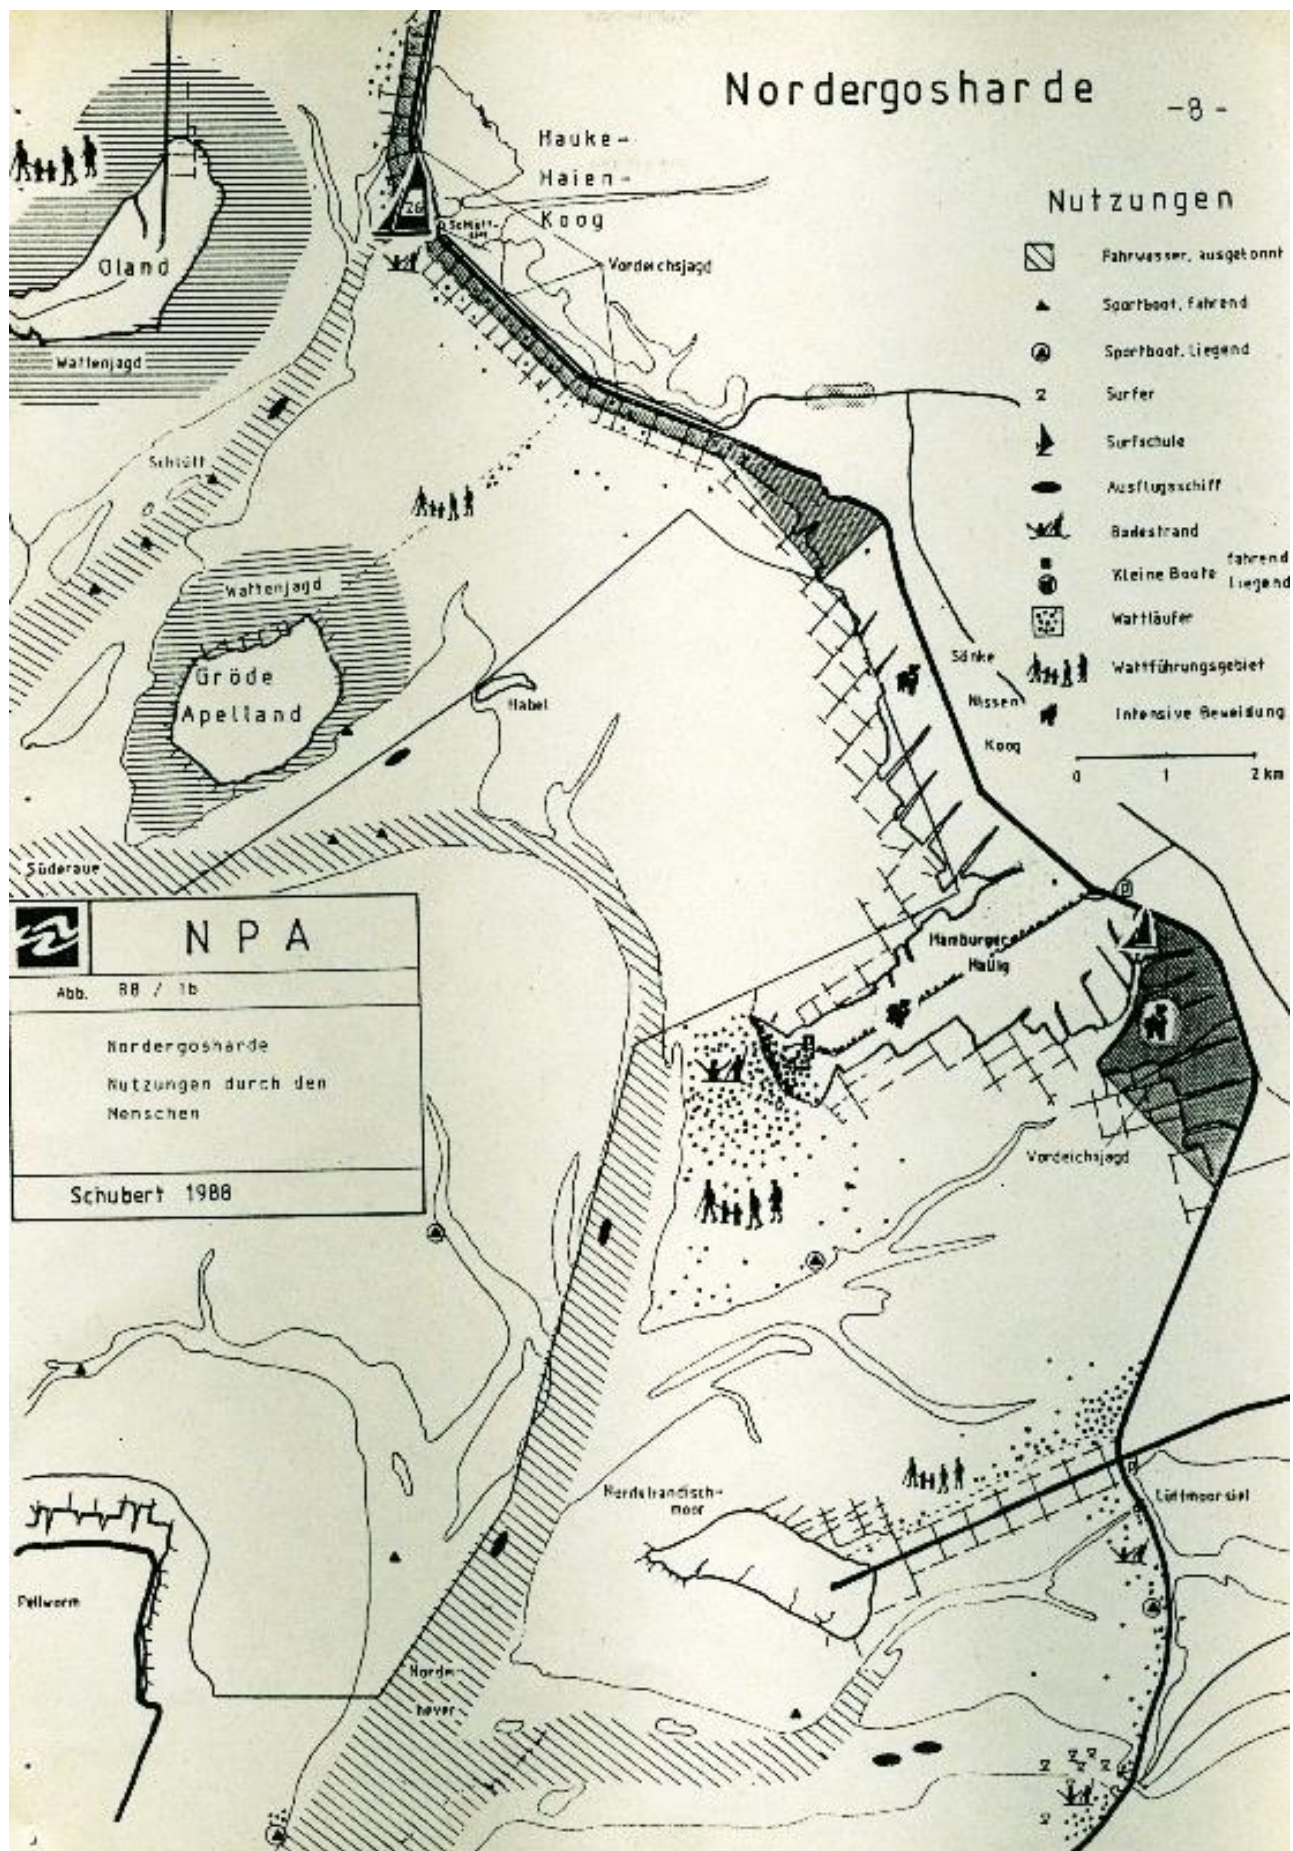 Nordergosharde
-8-
Hauke-
Haien-
Koog
Nutzungen
Fahrwasser, ausgetonnt
Sportboot, fahrend
Sportboot, liegend
Surfer
Surfschule
Ausflugsschiff
Badestrand
Kleine Boote fahrend
liegend
Wattläufer
Wattführungsgebiet
Intensive Beweidung
0 1 2 km
26
Vordeichsjagd
Oland
Wattenjagd
Schlütt
Wattenjagd
Gröde
Apelland
Habel
Sönke
Nissen
Koog
Süderaue
Hamburger
Hallig
P
NPA
Abb. 88 / 1b
Nordergosharde
Nutzungen durch den
Menschen
Schubert 1988
Vordeichsjagd
Nordstrandisch-
moor
P
Lüttmoorsiel
Pellworm
Norder-
hever